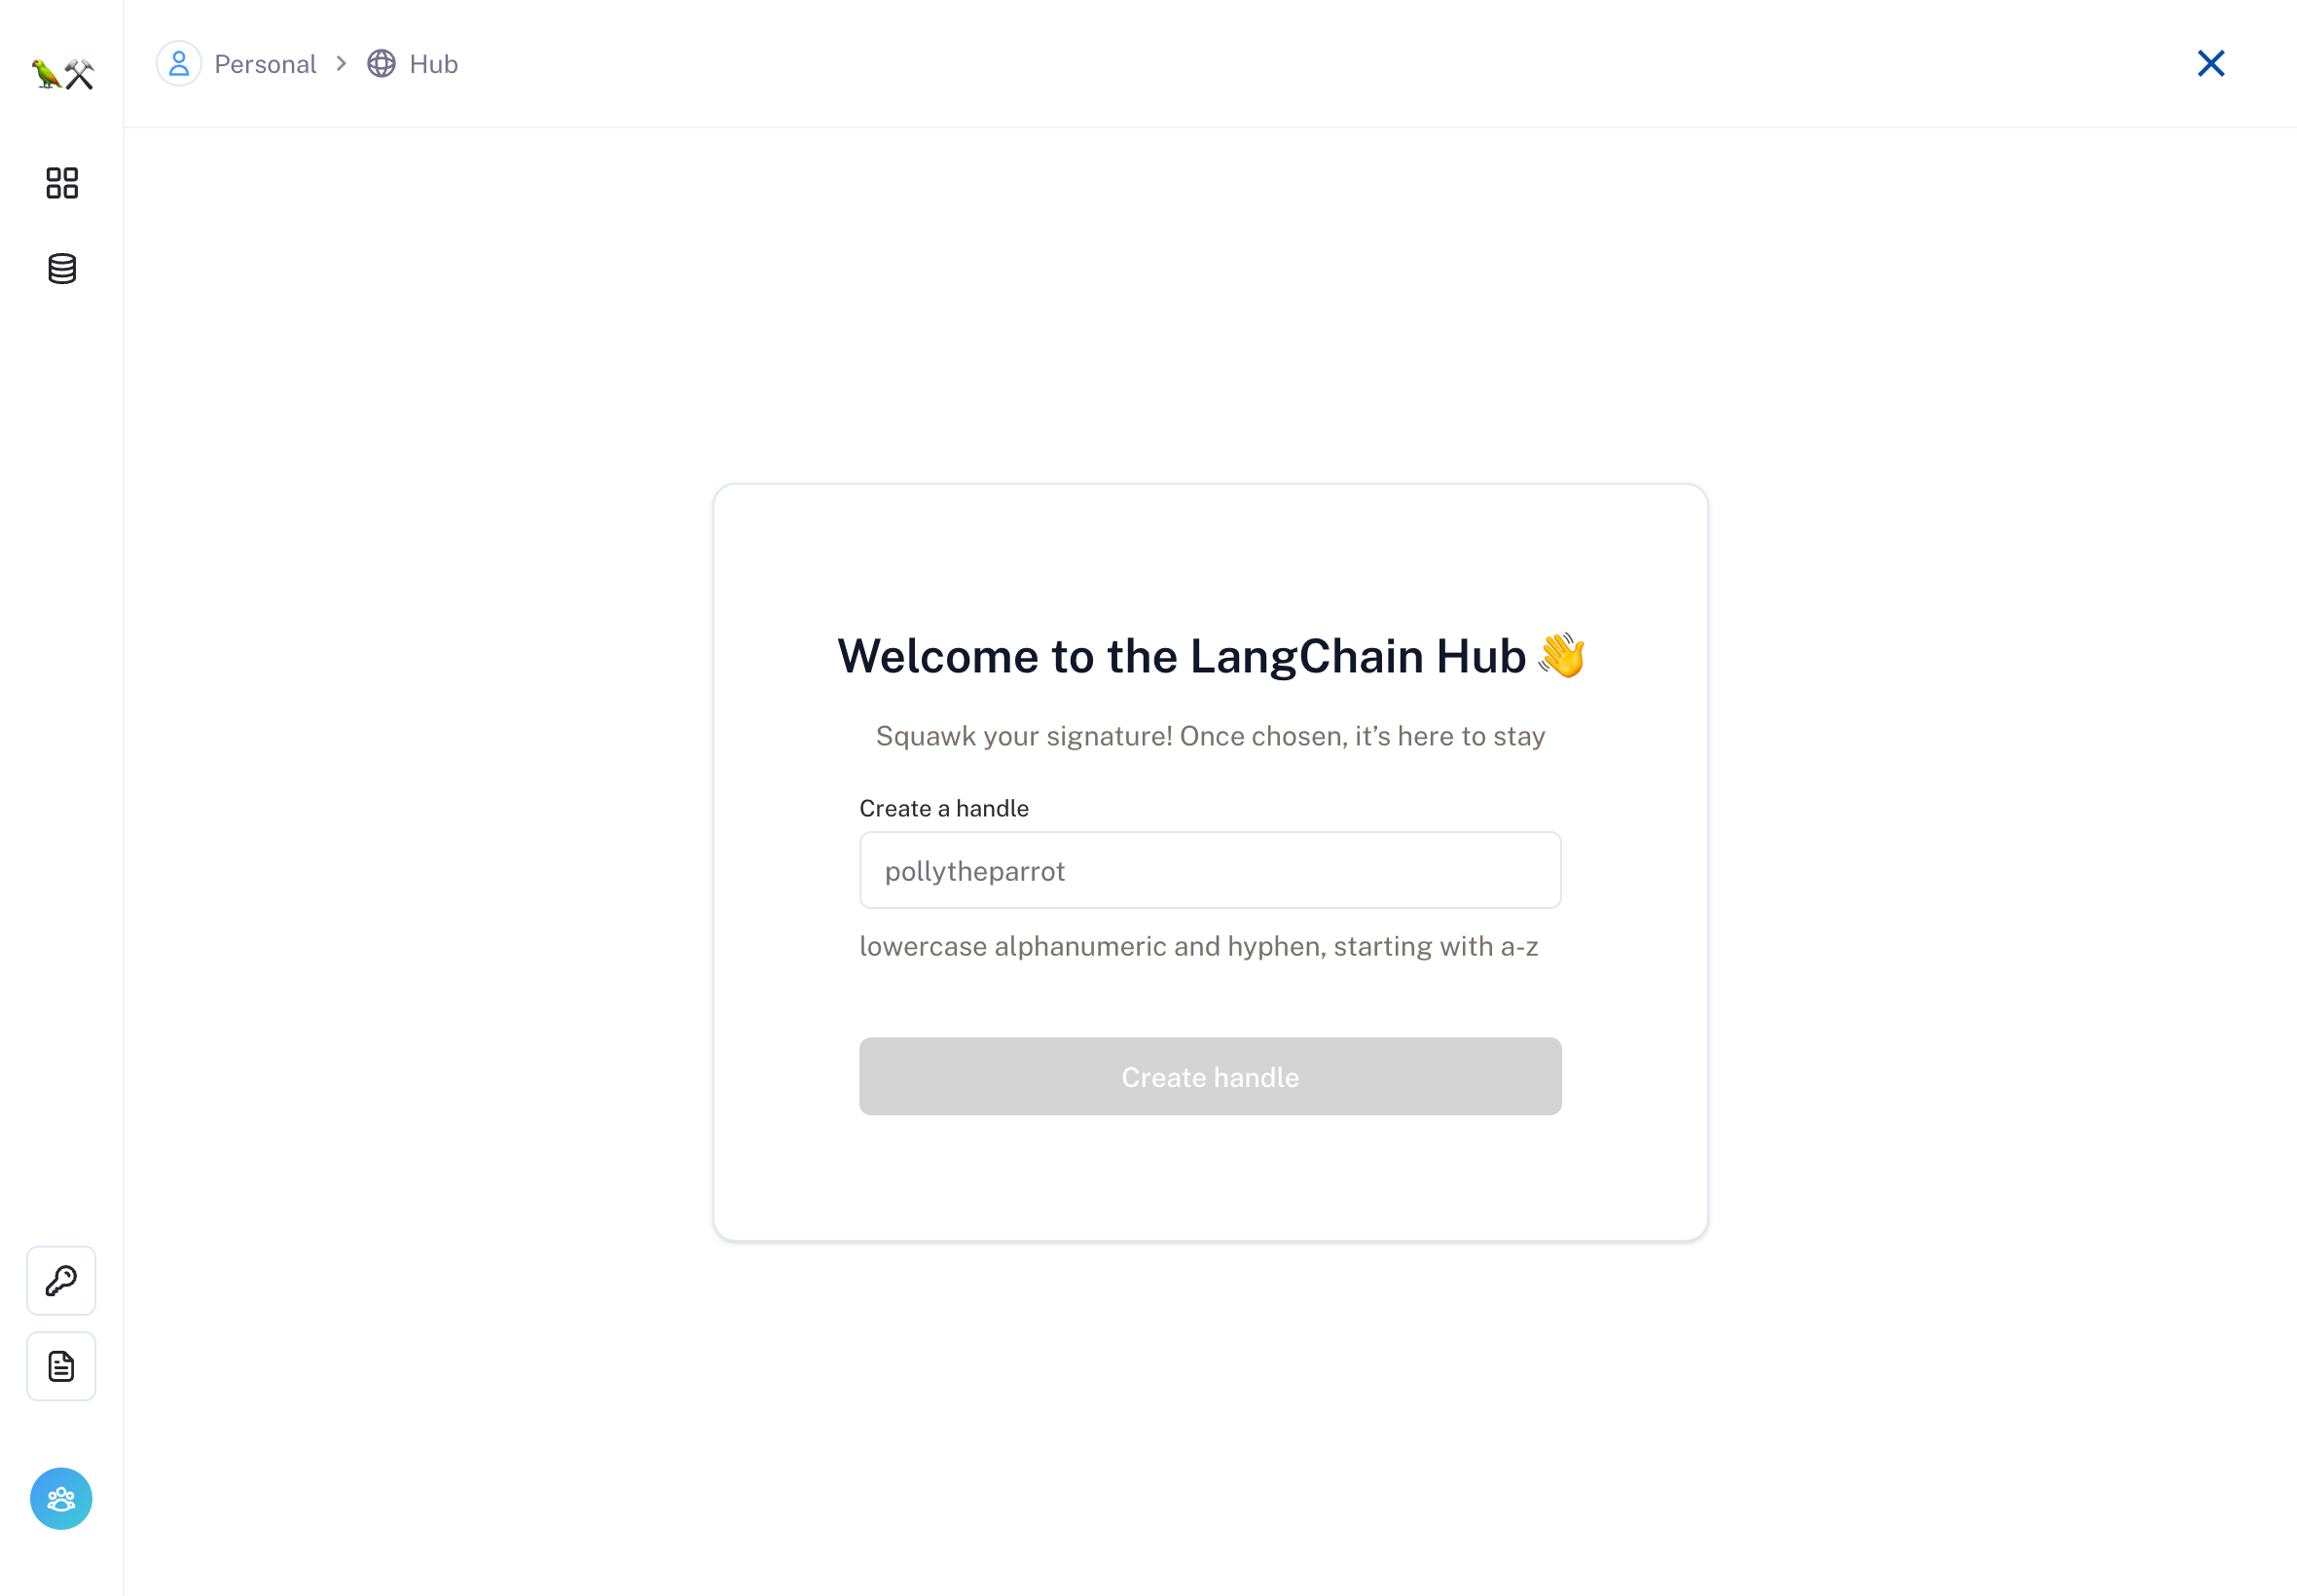 Personal
Hub
Welcome to the LangChain Hub 👋
Squawk your signature! Once chosen, it’s here to stay
Create a handle
pollytheparrot
lowercase alphanumeric and hyphen, starting with a-z
Create handle